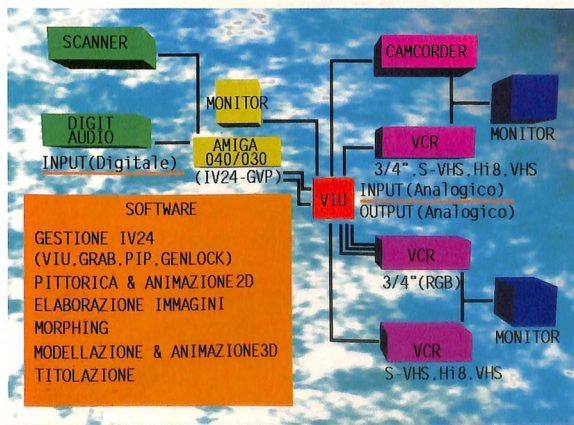 SCANNER
DIGIT
AUDIO
INPUT(Digitale)
MONITOR
AMIGA
040/030
(IV24-GVP)
VIU
CAMCORDER
MONITOR
VCR
3/4".S-VHS.Hi8.VHS
INPUT(Analogico)
OUTPUT(Analogico)
VCR
3/4"(RGB)
MONITOR
VCR
S-VHS.Hi8.VHS
SOFTWARE
GESTIONE IV24
(VIU.GRAB.PIP.GENLOCK)
PITTORICA & ANIMAZIONE2D
ELABORAZIONE IMMAGINI
MORPHING
MODELLAZIONE & ANIMAZIONE3D
TITOLAZIONE